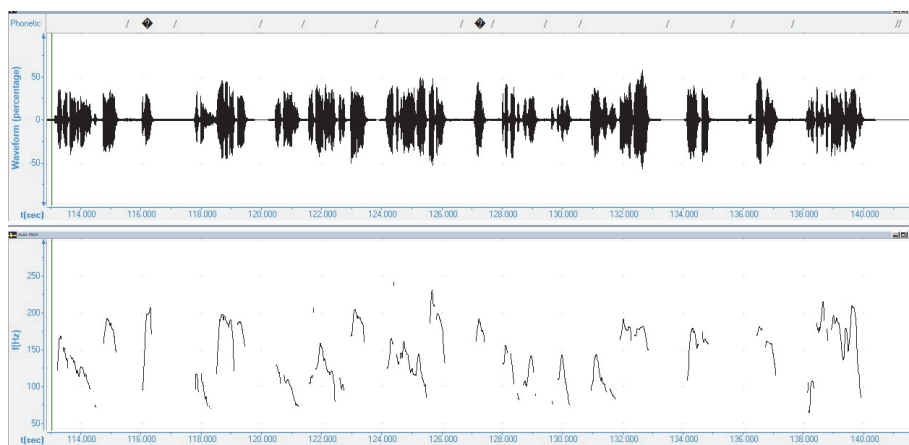 Phonetic / � / / / / / � / / / / / //
Waveform (percentage)
50
0
-50
t(sec) 114.000 116.000 118.000 120.000 122.000 124.000 126.000 128.000 130.000 132.000 134.000 136.000 138.000 140.000
Auto Pitch
f(Hz)
250
200
150
100
50
t(sec) 114.000 116.000 118.000 120.000 122.000 124.000 126.000 128.000 130.000 132.000 134.000 136.000 138.000 140.000